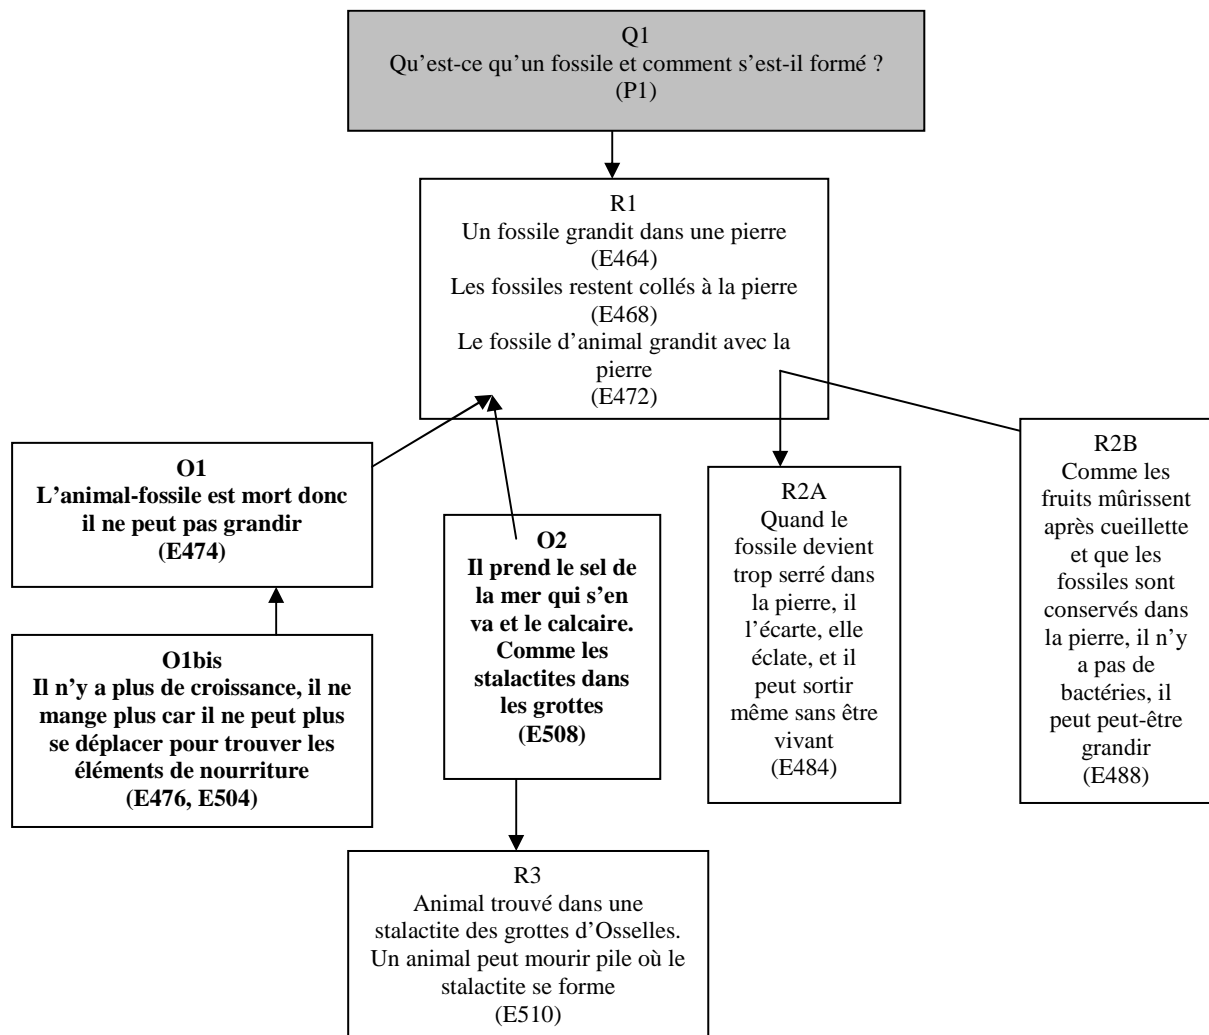 Q1
Qu’est-ce qu’un fossile et comment s’est-il formé ?
(P1)
R1
Un fossile grandit dans une pierre
(E464)
Les fossiles restent collés à la pierre
(E468)
Le fossile d’animal grandit avec la
pierre
(E472)
O1
L’animal-fossile est mort donc
il ne peut pas grandir
(E474)
O1bis
Il n’y a plus de croissance, il ne
mange plus car il ne peut plus
se déplacer pour trouver les
éléments de nourriture
(E476, E504)
O2
Il prend le sel de
la mer qui s’en
va et le calcaire.
Comme les
stalactites dans
les grottes
(E508)
R2A
Quand le
fossile devient
trop serré dans
la pierre, il
l’écarte, elle
éclate, et il
peut sortir
même sans être
vivant
(E484)
R2B
Comme les
fruits mûrissent
après cueillette
et que les
fossiles sont
conservés dans
la pierre, il n’y
a pas de
bactéries, il
peut peut-être
grandir
(E488)
R3
Animal trouvé dans une
stalactite des grottes d’Osselles.
Un animal peut mourir pile où le
stalactite se forme
(E510)